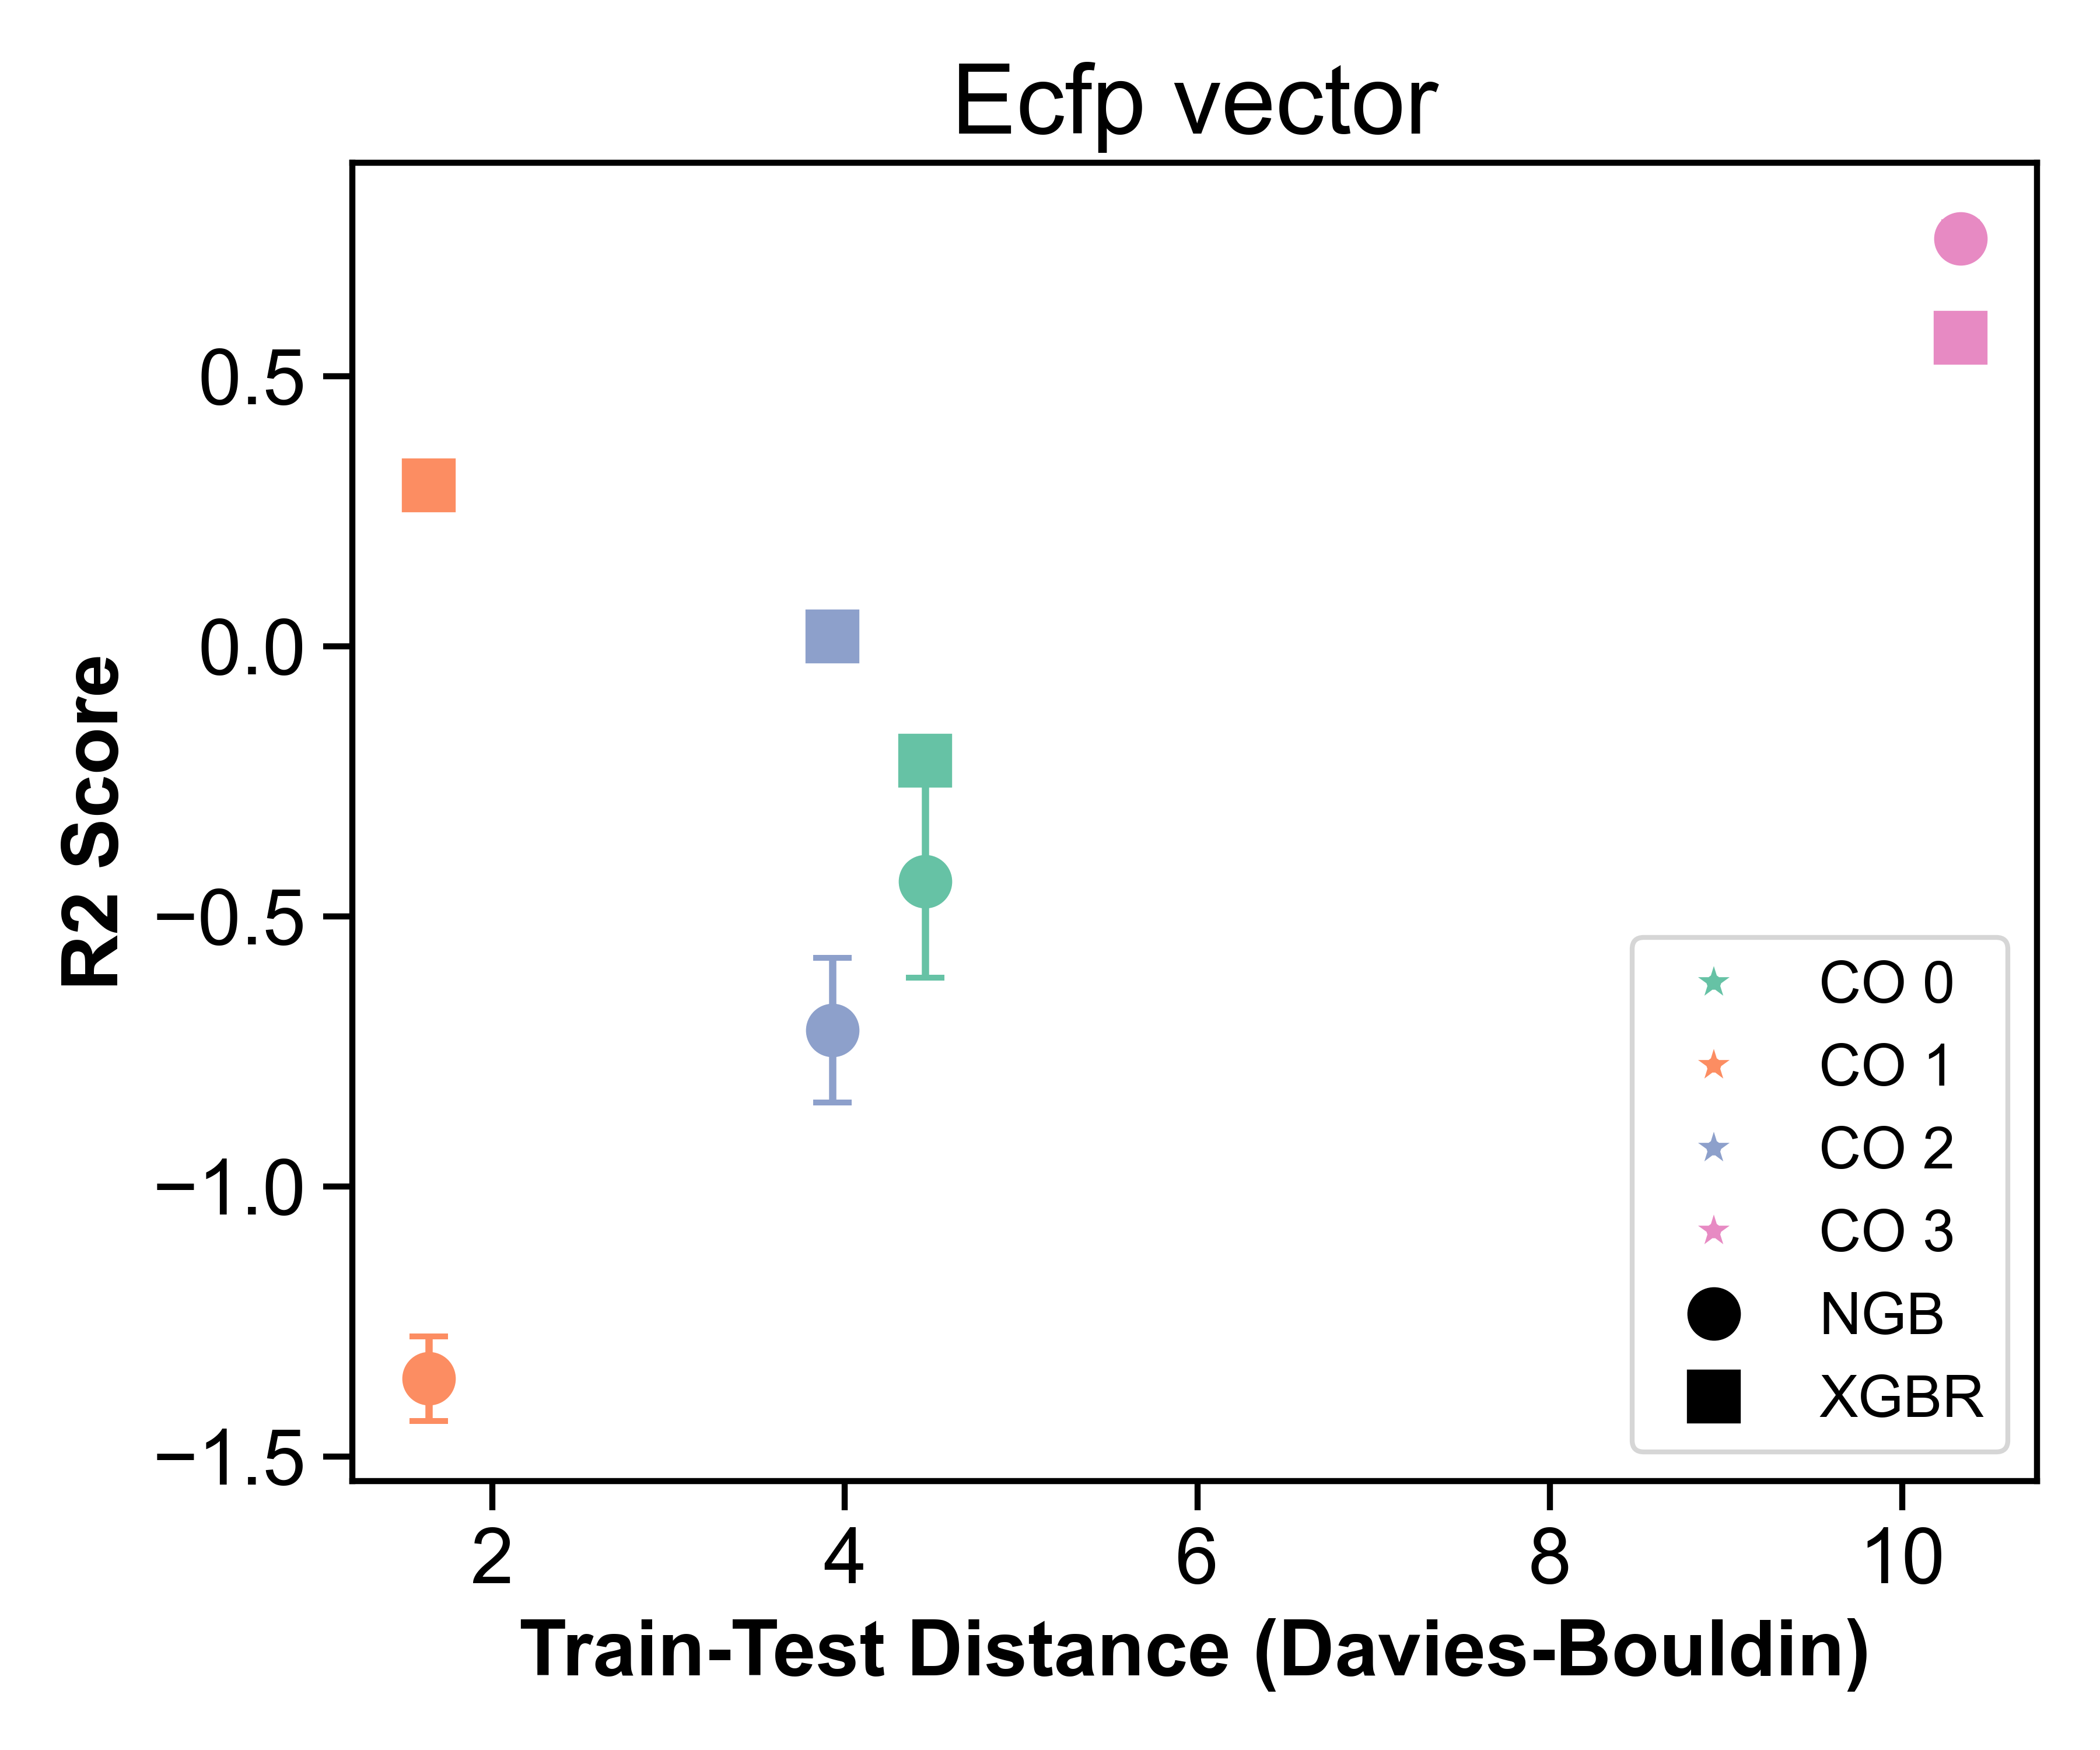 Ecfp vector
R2 Score
0.5
0.0
−0.5
−1.0
−1.5
CO 0
CO 1
CO 2
CO 3
NGB
XGBR
2 4 6 8 10
Train-Test Distance (Davies-Bouldin)